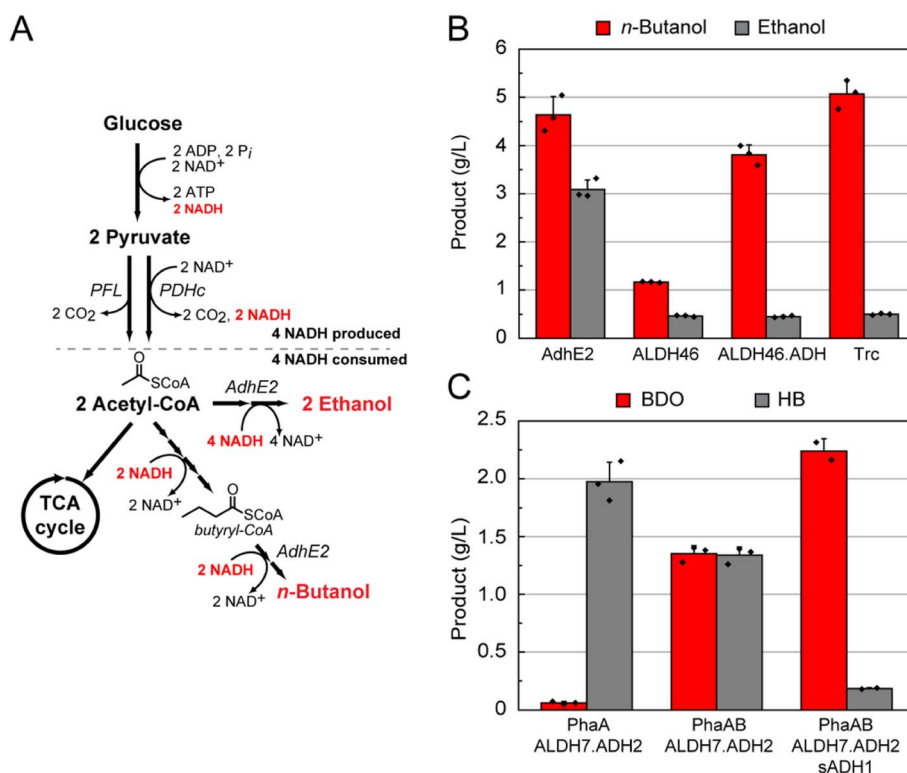 A
Glucose
2 ADP, 2 Pi
2 NAD+
2 ATP
2 NADH
2 Pyruvate
2 NAD+
PFL
PDHc
2 CO2
2 CO2, 2 NADH
4 NADH produced
4 NADH consumed
O
SCoA
AdhE2
2 Acetyl-CoA
2 Ethanol
4 NADH
4 NAD+
2 NADH
2 NAD+
TCA
cycle
O
SCoA
butyryl-CoA
AdhE2
2 NADH
2 NAD+
n-Butanol
B
n-Butanol
Ethanol
Product (g/L)
6
5
4
3
2
1
0
AdhE2
ALDH46
ALDH46.ADH
Trc
C
BDO
HB
Product (g/L)
2.5
2.0
1.5
1.0
0.5
0
PhaA
ALDH7.ADH2
PhaAB
ALDH7.ADH2
PhaAB
ALDH7.ADH2
sADH1